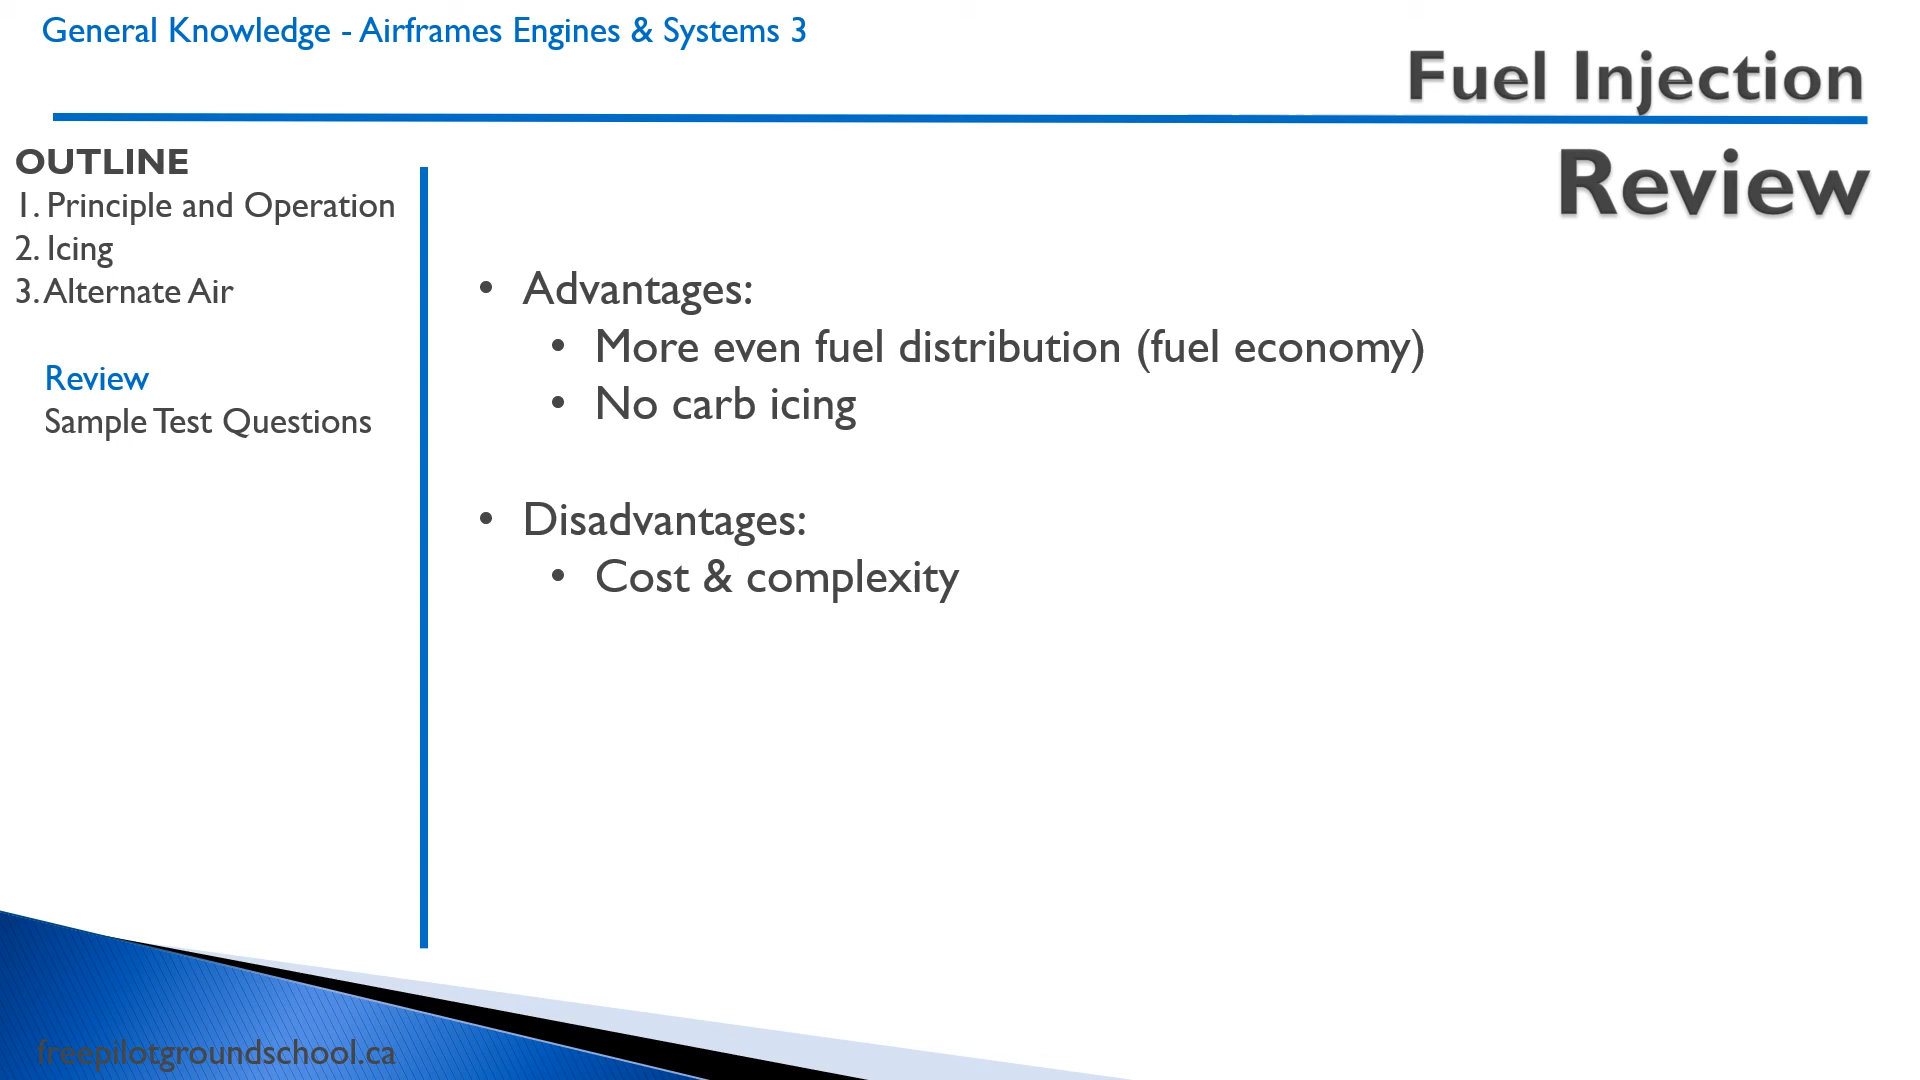 General Knowledge - Airframes Engines & Systems 3
Fuel Injection
OUTLINE
1. Principle and Operation
2. Icing
3. Alternate Air
Review
Sample Test Questions
Review
• Advantages:
• More even fuel distribution (fuel economy)
• No carb icing
• Disadvantages:
• Cost & complexity
freepilotgroundschool.ca